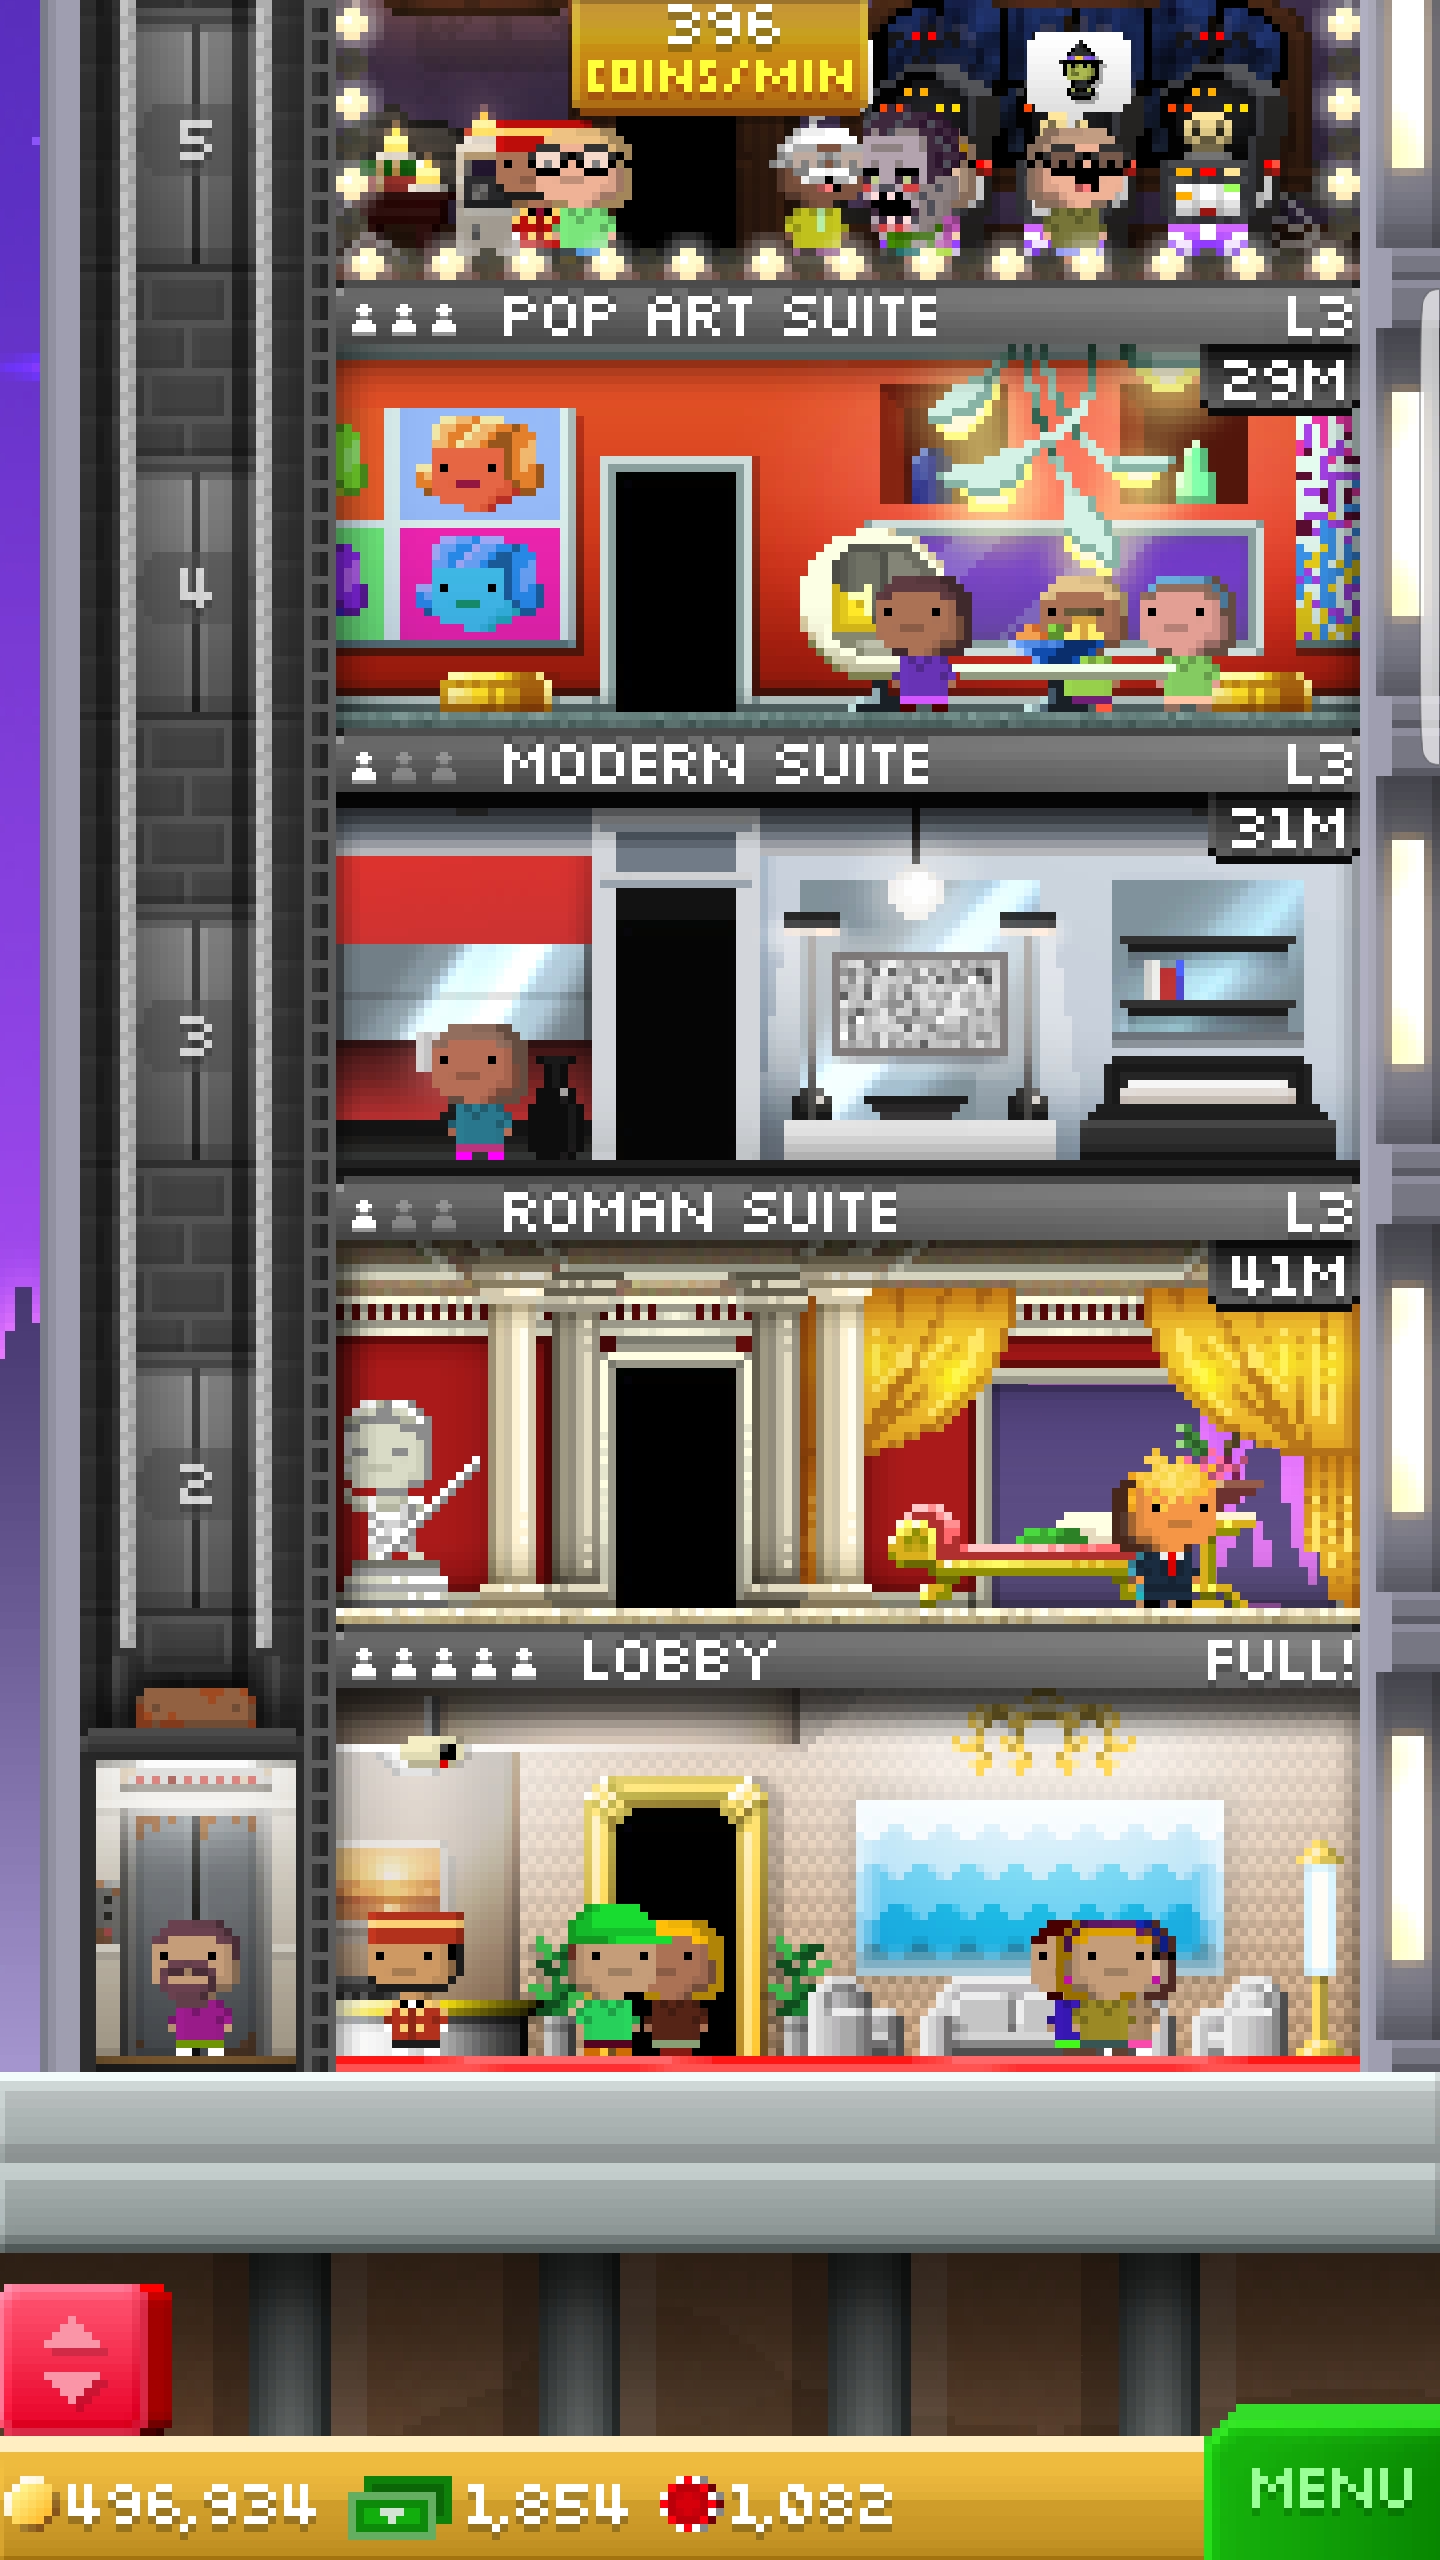 396
COINS/MIN
5
POP ART SUITE L3
29M
4
MODERN SUITE L3
31M
3
ROMAN SUITE L3
41M
2
LOBBY FULL!
496,934 1,854 1,082 MENU